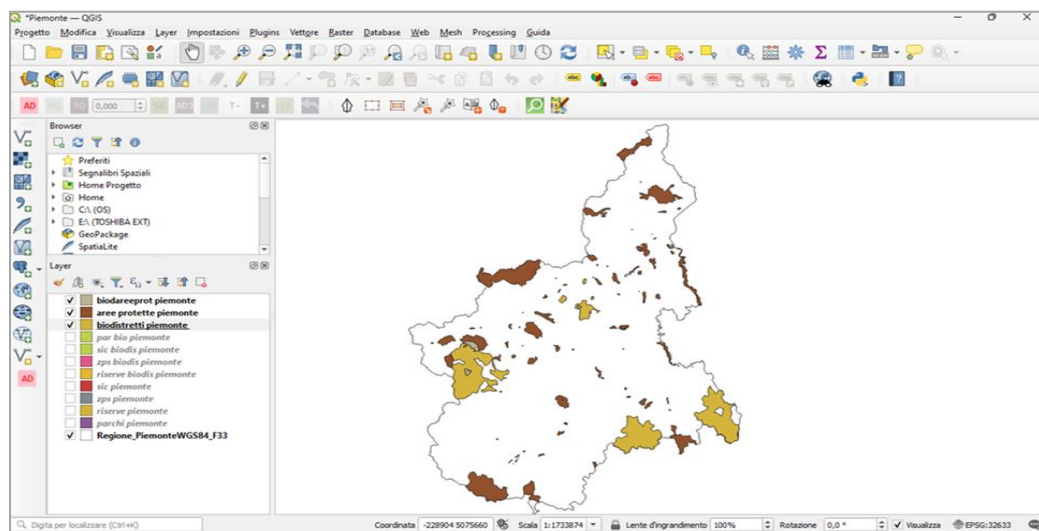 *Piemonte — QGIS
Progetto Modifica Visualizza Layer Impostazioni Plugins Vettore Raster Database Web Mesh Processing Guida
AD 0,000 T- T+
Browser
Preferiti
Segnalibri Spaziali
Home Progetto
Home
C:\ (OS)
E:\ (TOSHIBA EXT)
GeoPackage
SpatiaLite
Layer
biodareeprot piemonte
aree protette piemonte
biodistretti piemonte
par bio piemonte
sic biodis piemonte
zps biodis piemonte
riserve biodis piemonte
sic piemonte
zps piemonte
riserve piemonte
parchi piemonte
Regione_PiemonteWGS84_F33
AD
Digita per localizzare (Ctrl+K) Coordinata -228904 5075660 Scala 1:1733874 Lente d'ingrandimento 100% Rotazione 0,0 ° Visualizza EPSG:32633